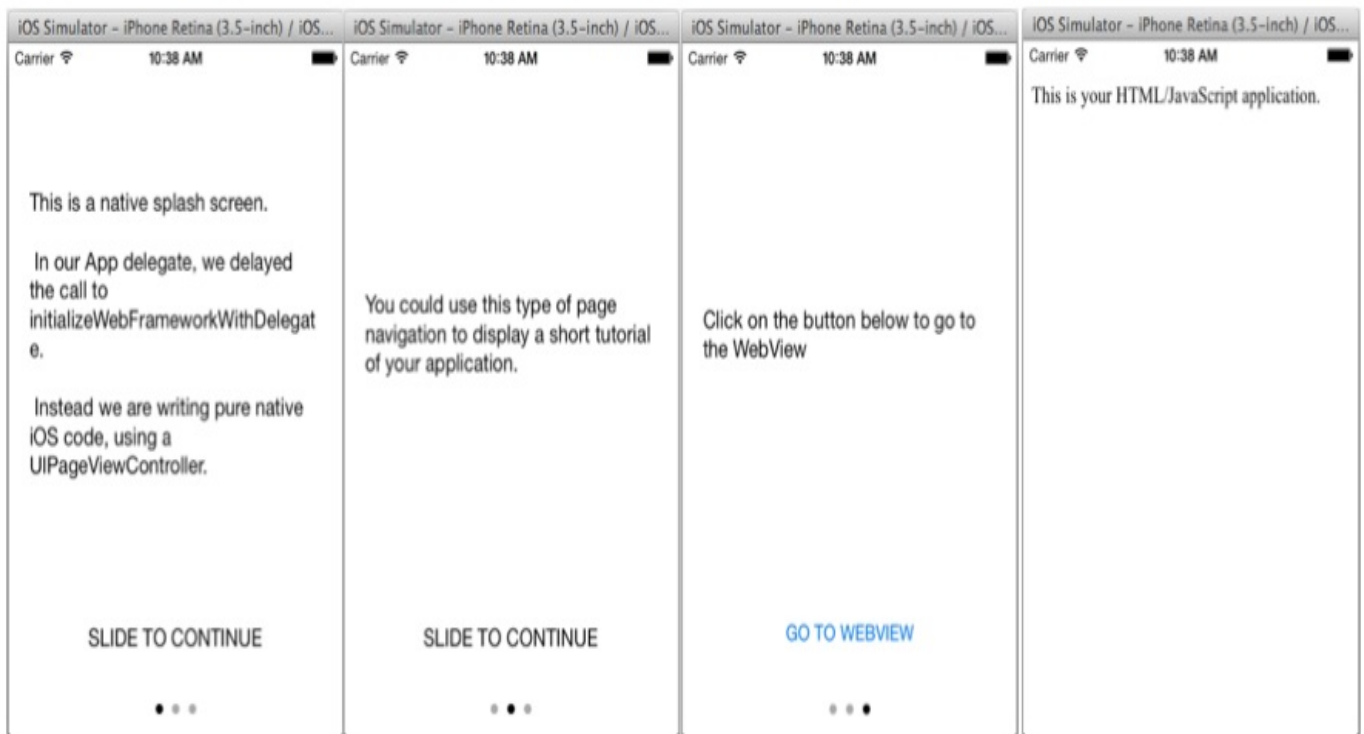 iOS Simulator – iPhone Retina (3.5-inch) / iOS...
Carrier 10:38 AM
This is a native splash screen.
In our App delegate, we delayed
the call to
initializeWebFrameworkWithDelegat
e.
Instead we are writing pure native
iOS code, using a
UIPageViewController.
SLIDE TO CONTINUE
iOS Simulator – iPhone Retina (3.5-inch) / iOS...
Carrier 10:38 AM
You could use this type of page
navigation to display a short tutorial
of your application.
SLIDE TO CONTINUE
iOS Simulator – iPhone Retina (3.5-inch) / iOS...
Carrier 10:38 AM
Click on the button below to go to
the WebView
GO TO WEBVIEW
iOS Simulator – iPhone Retina (3.5-inch) / iOS...
Carrier 10:38 AM
This is your HTML/JavaScript application.